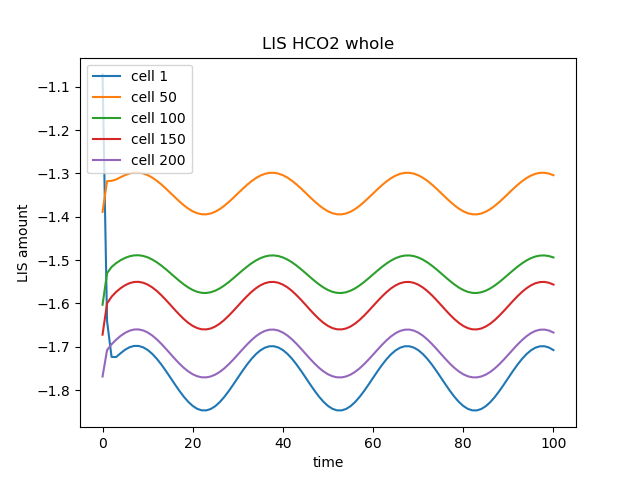 LIS HCO2 whole
cell 1
cell 50
cell 100
cell 150
cell 200
−1.1
−1.2
−1.3
−1.4
−1.5
−1.6
−1.7
−1.8
LIS amount
0 20 40 60 80 100
time